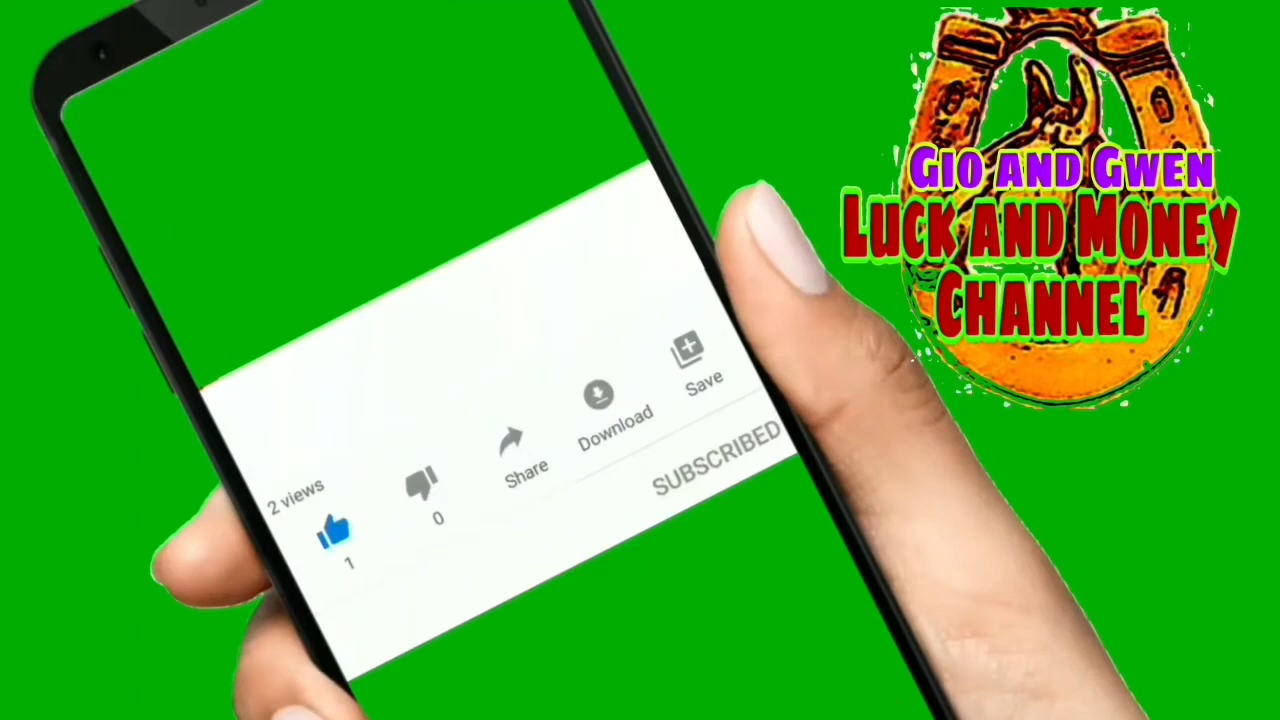 Gio and Gwen
Luck and Money
Channel
2 views
1
0
Share
Download
Save
SUBSCRIBED